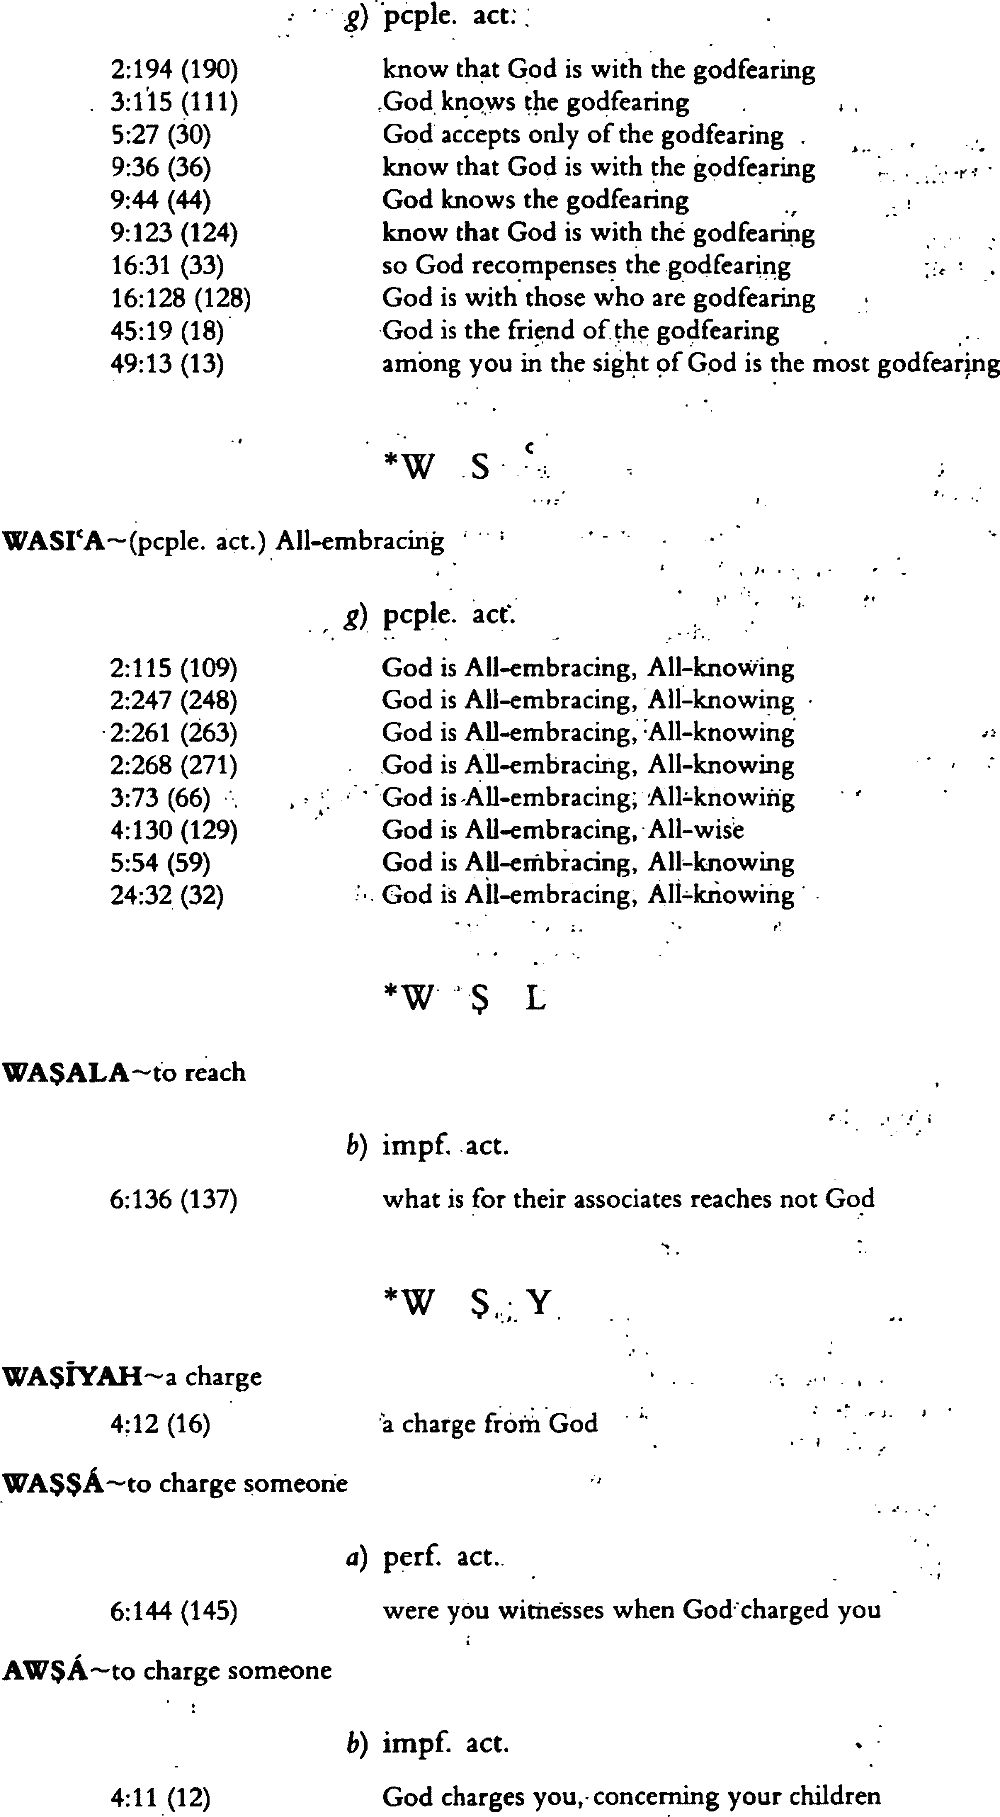 g) pcple. act.
2:194 (190) know that God is with the godfearing
3:115 (111) God knows the godfearing
5:27 (30) God accepts only of the godfearing
9:36 (36) know that God is with the godfearing
9:44 (44) God knows the godfearing
9:123 (124) know that God is with the godfearing
16:31 (33) so God recompenses the godfearing
16:128 (128) God is with those who are godfearing
45:19 (18) God is the friend of the godfearing
49:13 (13) among you in the sight of God is the most godfearing
*W S ʿ
WASIʿA~(pcple. act.) All-embracing
g) pcple. act.
2:115 (109) God is All-embracing, All-knowing
2:247 (248) God is All-embracing, All-knowing
2:261 (263) God is All-embracing, All-knowing
2:268 (271) God is All-embracing, All-knowing
3:73 (66) God is All-embracing, All-knowing
4:130 (129) God is All-embracing, All-wise
5:54 (59) God is All-embracing, All-knowing
24:32 (32) God is All-embracing, All-knowing
*W Ṣ L
WAṢALA~to reach
b) impf. act.
6:136 (137) what is for their associates reaches not God
*W Ṣ Y
WAṢĪYAH~a charge
4:12 (16) a charge from God
WAṢṢÁ~to charge someone
a) perf. act.
6:144 (145) were you witnesses when God charged you
AWṢÁ~to charge someone
b) impf. act.
4:11 (12) God charges you, concerning your children